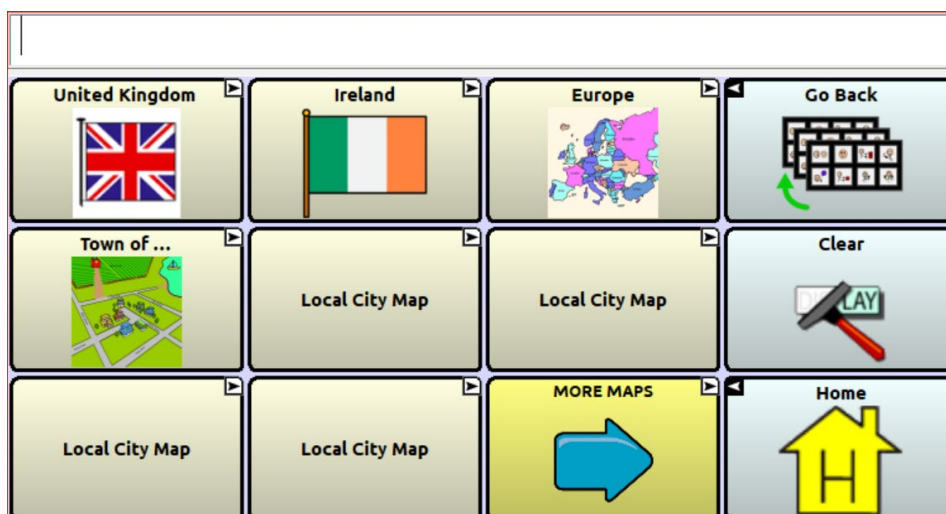 United Kingdom
Ireland
Europe
Go Back
Town of ...
Local City Map
Local City Map
Clear
DISPLAY
Local City Map
Local City Map
MORE MAPS
Home
H